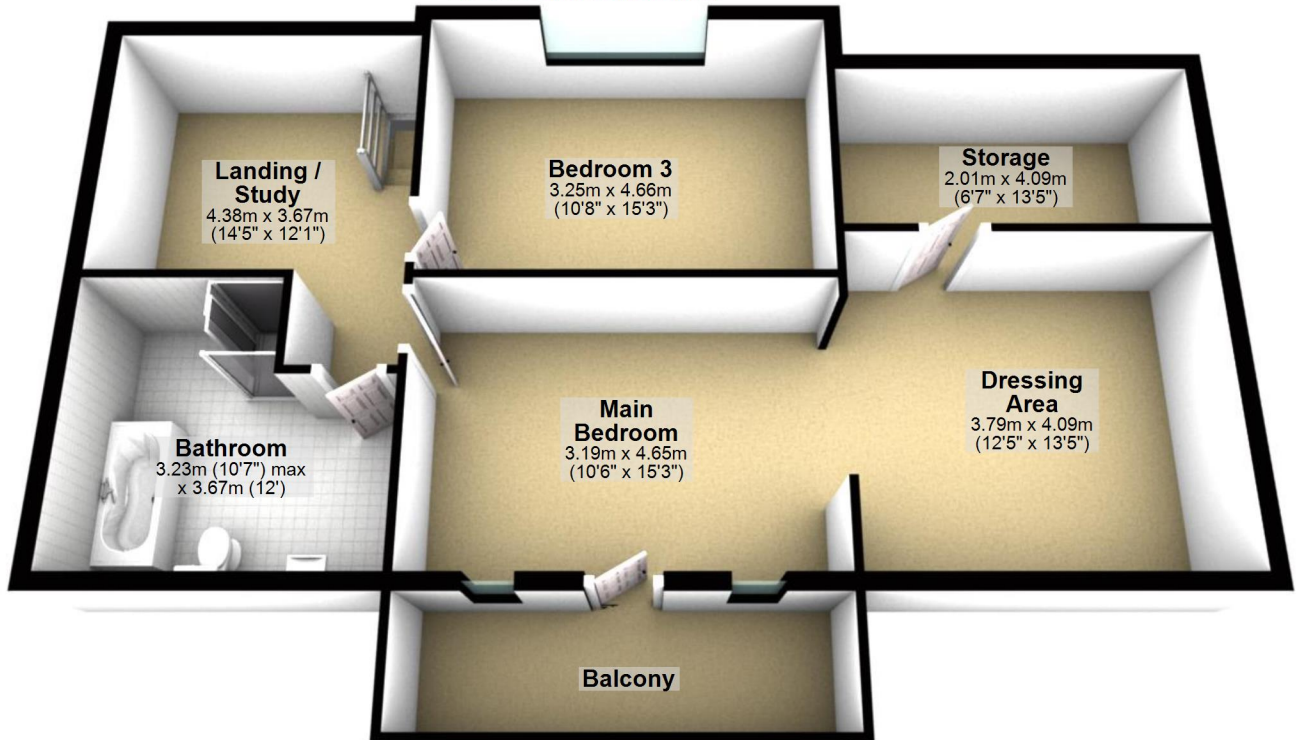 Landing /
Study
4.38m x 3.67m
(14'5" x 12'1")
Bedroom 3
3.25m x 4.66m
(10'8" x 15'3")
Storage
2.01m x 4.09m
(6'7" x 13'5")
Bathroom
3.23m (10'7") max
x 3.67m (12')
Main
Bedroom
3.19m x 4.65m
(10'6" x 15'3")
Dressing
Area
3.79m x 4.09m
(12'5" x 13'5")
Balcony